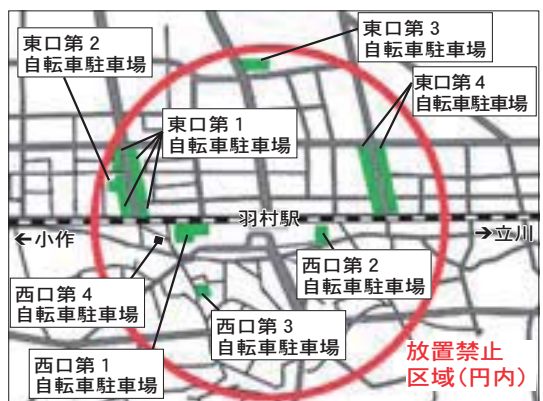 東口第2
自転車駐車場
東口第3
自転車駐車場
東口第1
自転車駐車場
東口第4
自転車駐車場
羽村駅
←小作
→立川
西口第4
自転車駐車場
西口第2
自転車駐車場
西口第3
自転車駐車場
西口第1
自転車駐車場
放置禁止
区域(円内)